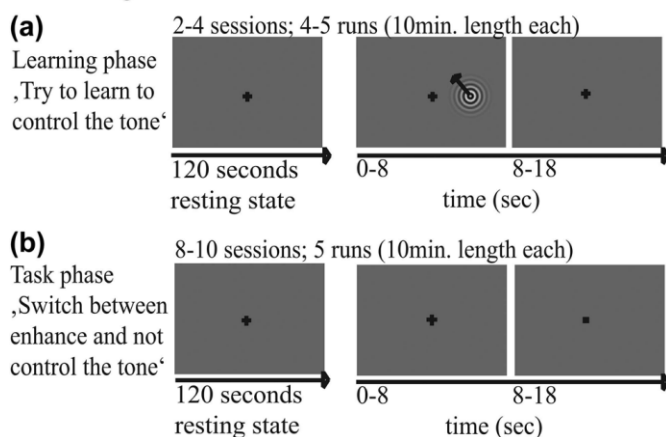 (a)
2-4 sessions; 4-5 runs (10min. length each)
Learning phase
‚Try to learn to
control the tone‘
120 seconds
resting state
0-8
8-18
time (sec)
(b)
8-10 sessions; 5 runs (10min. length each)
Task phase
‚Switch between
enhance and not
control the tone‘
120 seconds
resting state
0-8
8-18
time (sec)